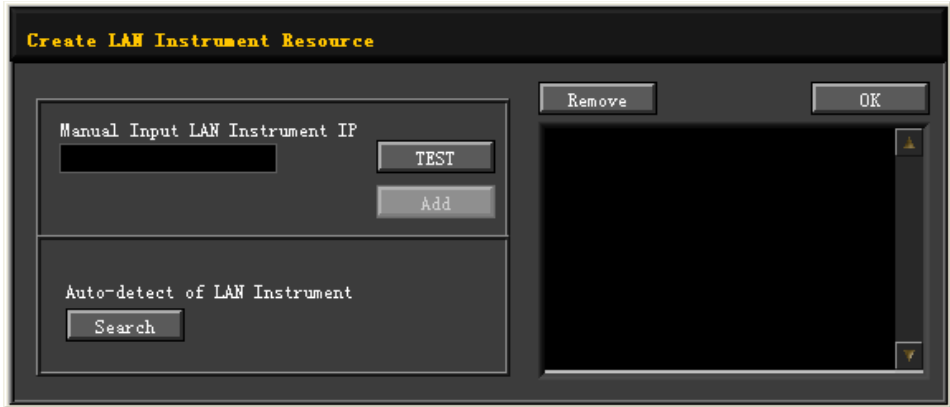 Create LAN Instrument Resource
Manual Input LAN Instrument IP
TEST
Add
Auto-detect of LAN Instrument
Search
Remove
OK